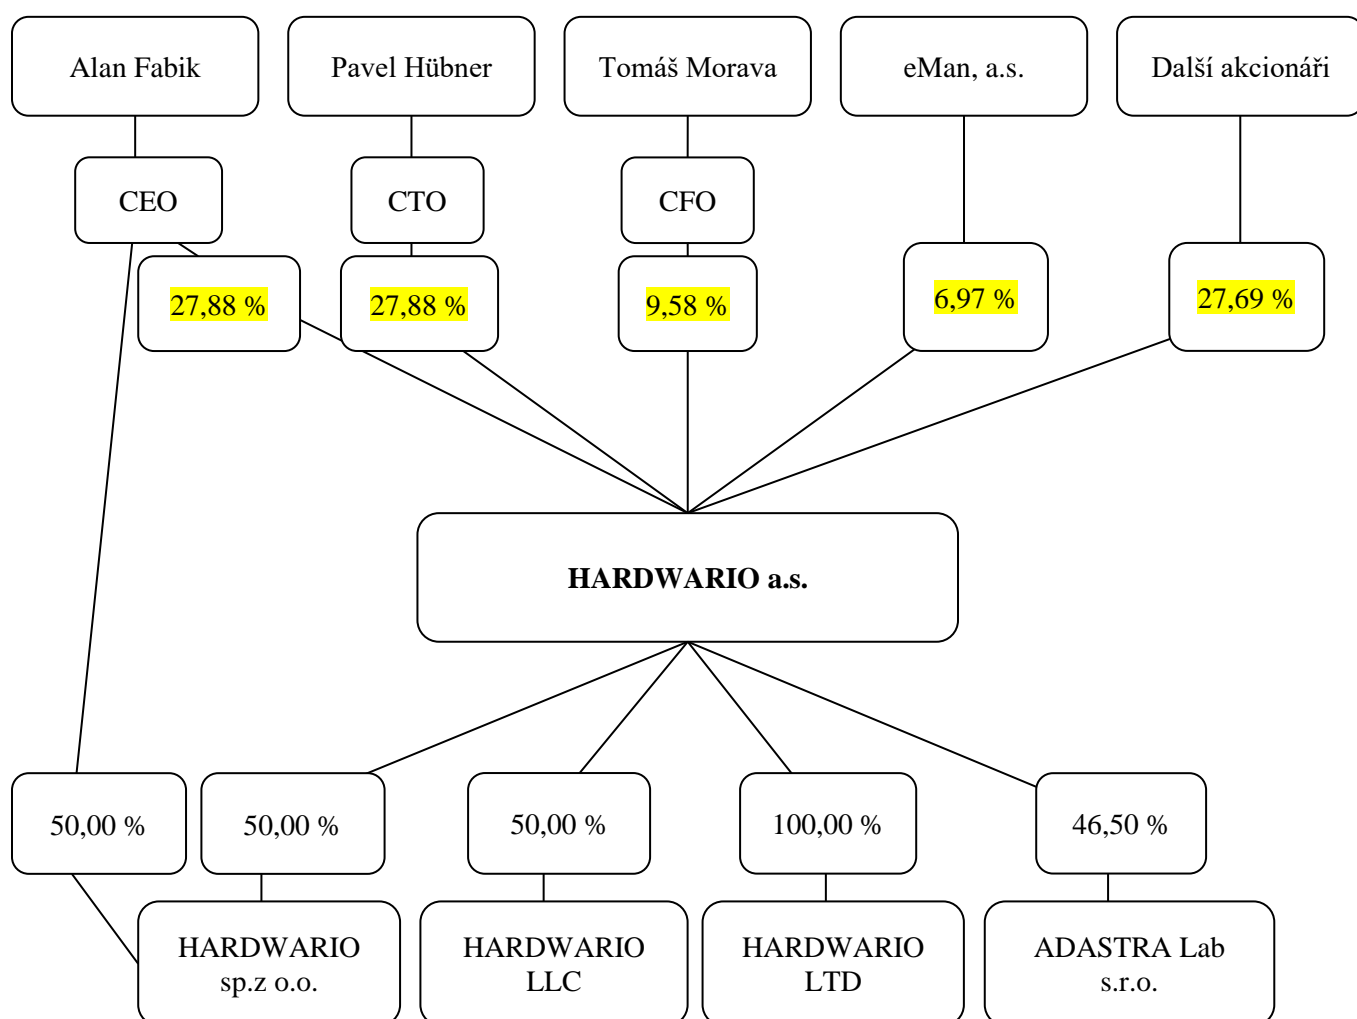 Alan Fabik
Pavel Hübner
Tomáš Morava
eMan, a.s.
Další akcionáři
CEO
CTO
CFO
27,88 %
27,88 %
9,58 %
6,97 %
27,69 %
HARDWARIO a.s.
50,00 %
50,00 %
50,00 %
100,00 %
46,50 %
HARDWARIO
sp.z o.o.
HARDWARIO
LLC
HARDWARIO
LTD
ADASTRA Lab
s.r.o.